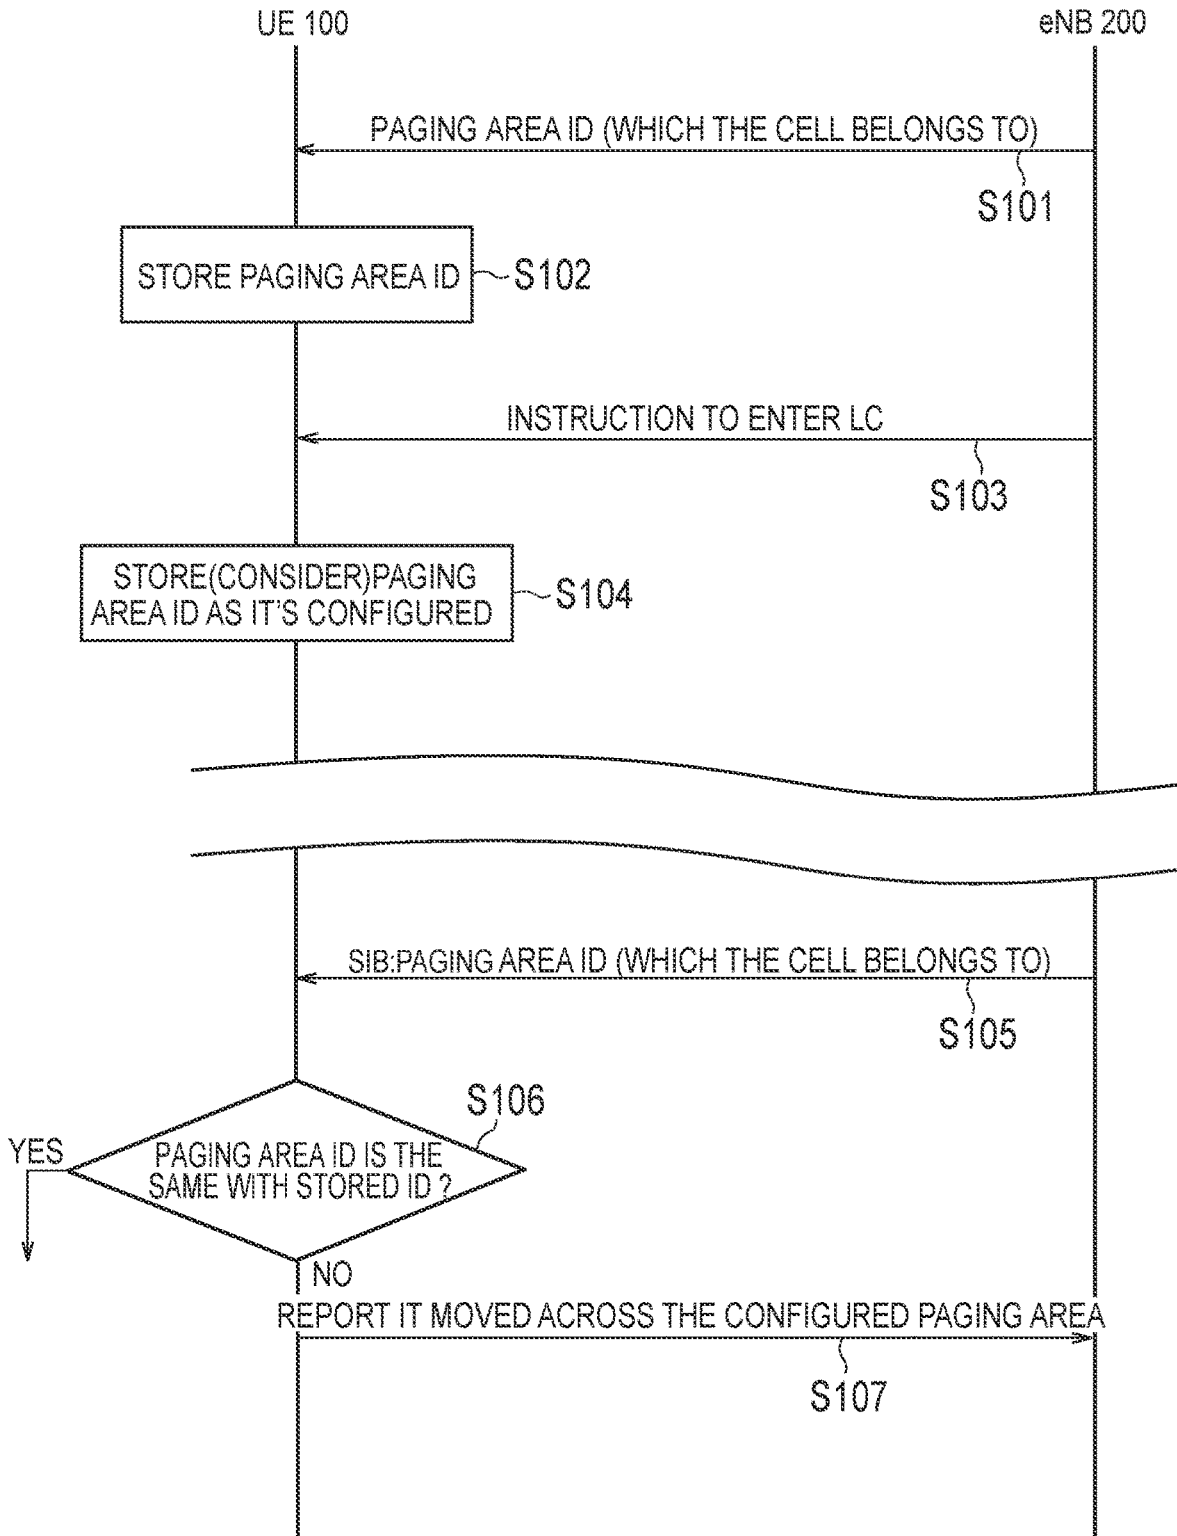 UE 100
eNB 200
PAGING AREA ID (WHICH THE CELL BELONGS TO)
S101
STORE PAGING AREA ID
S102
INSTRUCTION TO ENTER LC
S103
STORE(CONSIDER)PAGING
AREA ID AS IT'S CONFIGURED
S104
SIB:PAGING AREA ID (WHICH THE CELL BELONGS TO)
S105
S106
YES
PAGING AREA ID IS THE
SAME WITH STORED ID ?
NO
REPORT IT MOVED ACROSS THE CONFIGURED PAGING AREA
S107